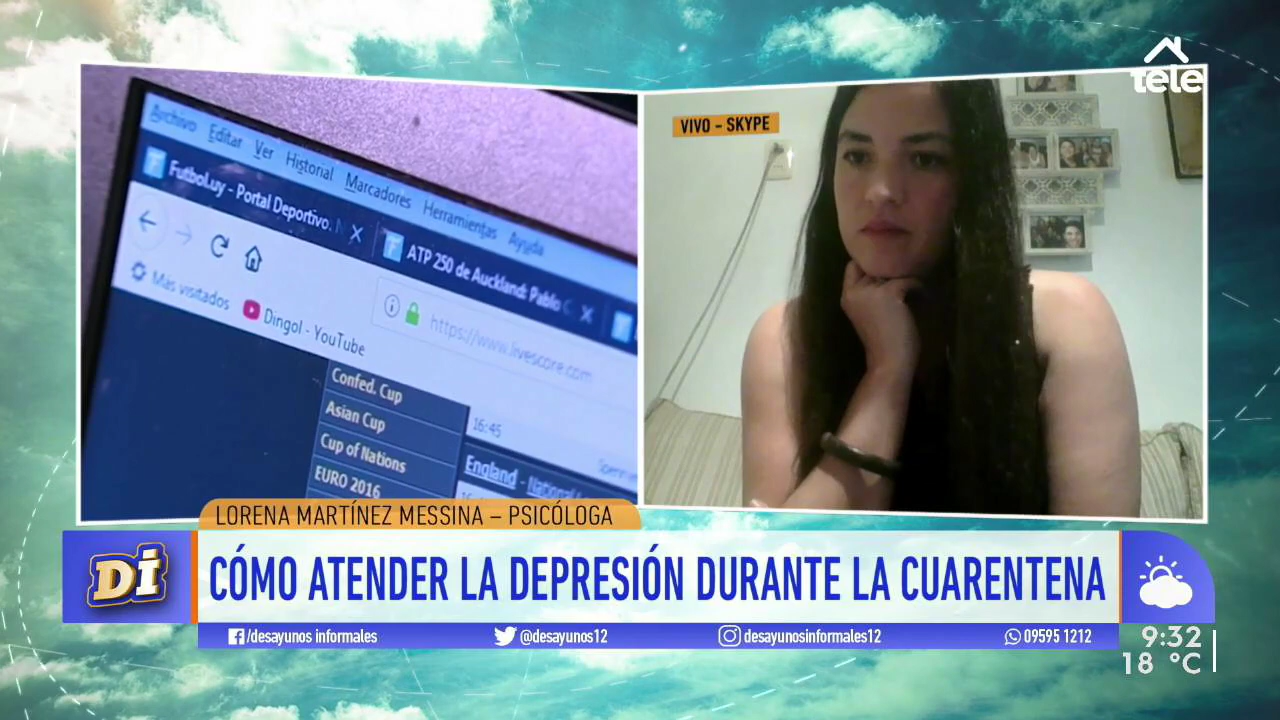 tele
VIVO – SKYPE
Archivo Editar Ver Historial Marcadores Herramientas Ayuda
Futbol.uy - Portal Deportivo.
ATP 250 de Auckland: Pablo
Más visitados
Dingol - YouTube
https://www.livescore.com
Confed. Cup
Asian Cup
Cup of Nations
EURO 2016
16:45
England - National
LORENA MARTÍNEZ MESSINA – PSICÓLOGA
Di
CÓMO ATENDER LA DEPRESIÓN DURANTE LA CUARENTENA
/desayunos informales
@desayunos12
desayunosinformales12
09595 1212
9:32
18 °C